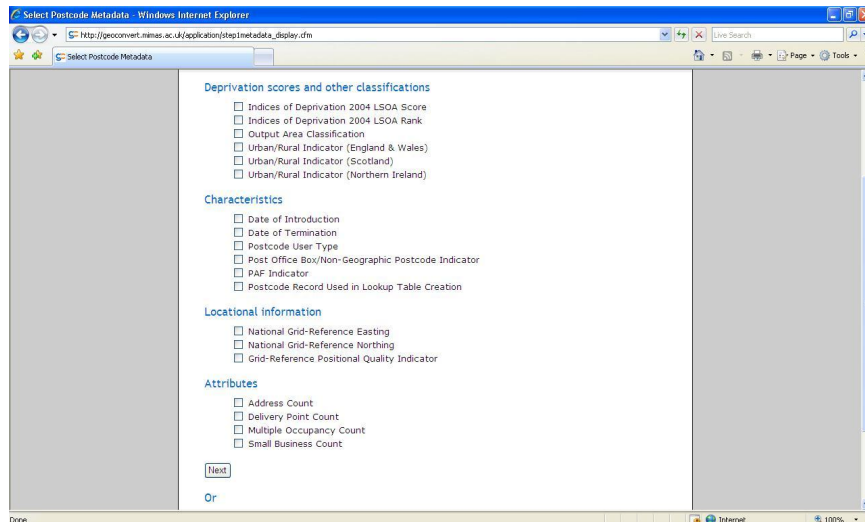 Select Postcode Metadata - Windows Internet Explorer
http://geoconvert.mimas.ac.uk/application/step1metadata_display.cfm
Live Search
Select Postcode Metadata
Page
Tools
Deprivation scores and other classifications
Indices of Deprivation 2004 LSOA Score
Indices of Deprivation 2004 LSOA Rank
Output Area Classification
Urban/Rural Indicator (England & Wales)
Urban/Rural Indicator (Scotland)
Urban/Rural Indicator (Northern Ireland)
Characteristics
Date of Introduction
Date of Termination
Postcode User Type
Post Office Box/Non-Geographic Postcode Indicator
PAF Indicator
Postcode Record Used in Lookup Table Creation
Locational information
National Grid-Reference Easting
National Grid-Reference Northing
Grid-Reference Positional Quality Indicator
Attributes
Address Count
Delivery Point Count
Multiple Occupancy Count
Small Business Count
Next
Or
Done
Internet
100%